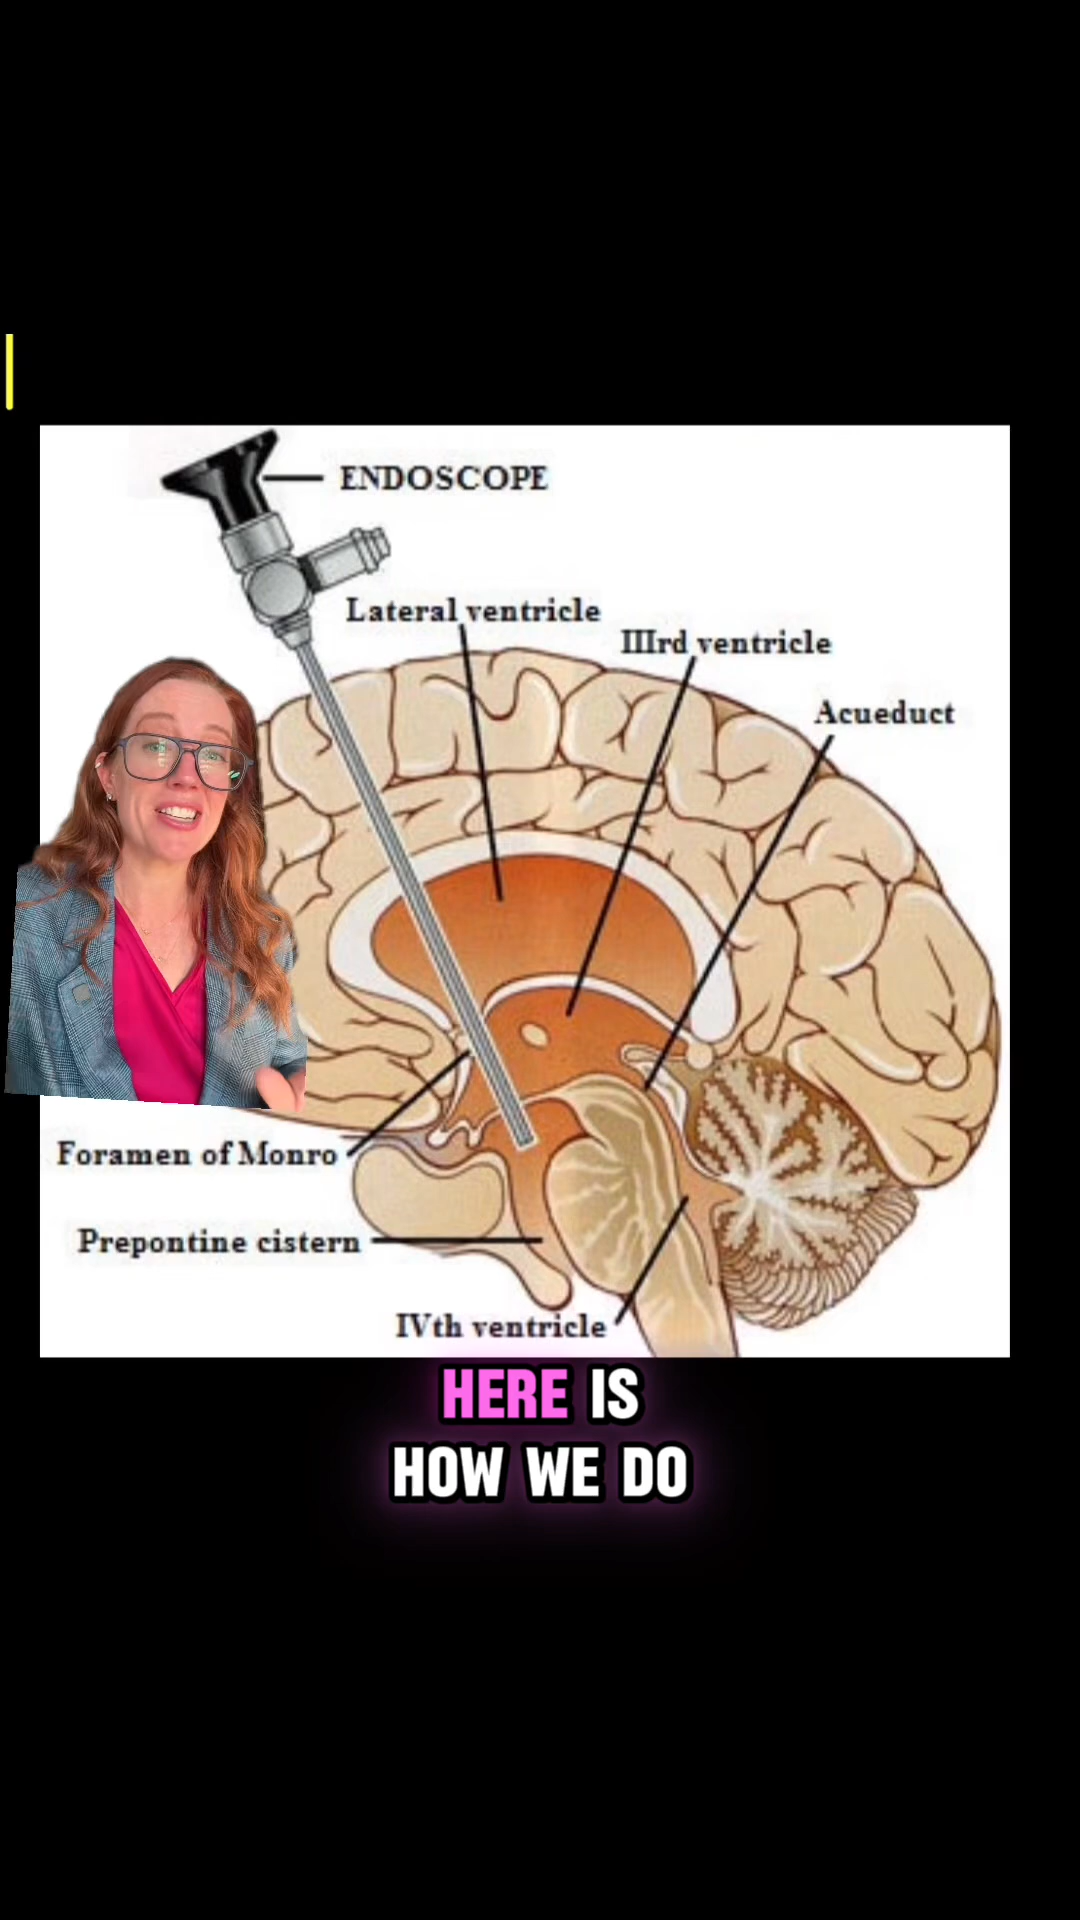 ENDOSCOPE
Lateral ventricle
IIIrd ventricle
Acueduct
Foramen of Monro
Prepontine cistern
IVth ventricle
HERE IS
HOW WE DO